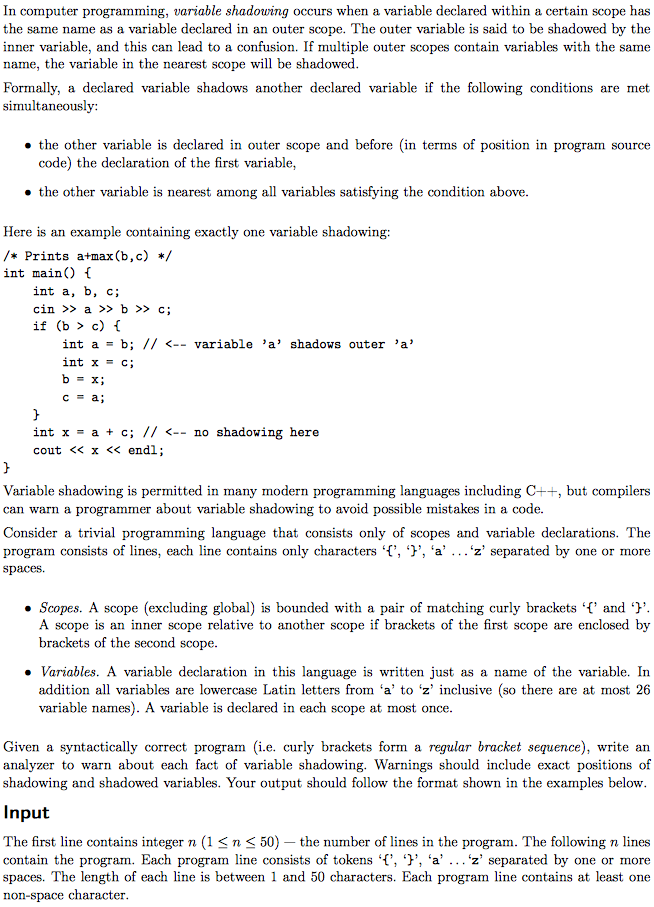 In computer programming, variable shadowing occurs when a variable declared within a certain scope has
the same name as a variable declared in an outer scope. The outer variable is said to be shadowed by the
inner variable, and this can lead to a confusion. If multiple outer scopes contain variables with the same
name, the variable in the nearest scope will be shadowed.
Formally, a declared variable shadows another declared variable if the following conditions are met
simultaneously:
• the other variable is declared in outer scope and before (in terms of position in program source
code) the declaration of the first variable,
• the other variable is nearest among all variables satisfying the condition above.
Here is an example containing exactly one variable shadowing:
/* Prints a+max(b,c) */
int main() {
    int a, b, c;
    cin >> a >> b >> c;
    if (b > c) {
        int a = b; // <-- variable 'a' shadows outer 'a'
        int x = c;
        b = x;
        c = a;
    }
    int x = a + c; // <-- no shadowing here
    cout << x << endl;
}
Variable shadowing is permitted in many modern programming languages including C++, but compilers
can warn a programmer about variable shadowing to avoid possible mistakes in a code.
Consider a trivial programming language that consists only of scopes and variable declarations. The
program consists of lines, each line contains only characters '{', '}', 'a' ...'z' separated by one or more
spaces.
• Scopes. A scope (excluding global) is bounded with a pair of matching curly brackets '{' and '}'.
A scope is an inner scope relative to another scope if brackets of the first scope are enclosed by
brackets of the second scope.
• Variables. A variable declaration in this language is written just as a name of the variable. In
addition all variables are lowercase Latin letters from 'a' to 'z' inclusive (so there are at most 26
variable names). A variable is declared in each scope at most once.
Given a syntactically correct program (i.e. curly brackets form a regular bracket sequence), write an
analyzer to warn about each fact of variable shadowing. Warnings should include exact positions of
shadowing and shadowed variables. Your output should follow the format shown in the examples below.
Input
The first line contains integer n (1 ≤ n ≤ 50) — the number of lines in the program. The following n lines
contain the program. Each program line consists of tokens '{', '}', 'a' ...'z' separated by one or more
spaces. The length of each line is between 1 and 50 characters. Each program line contains at least one
non-space character.